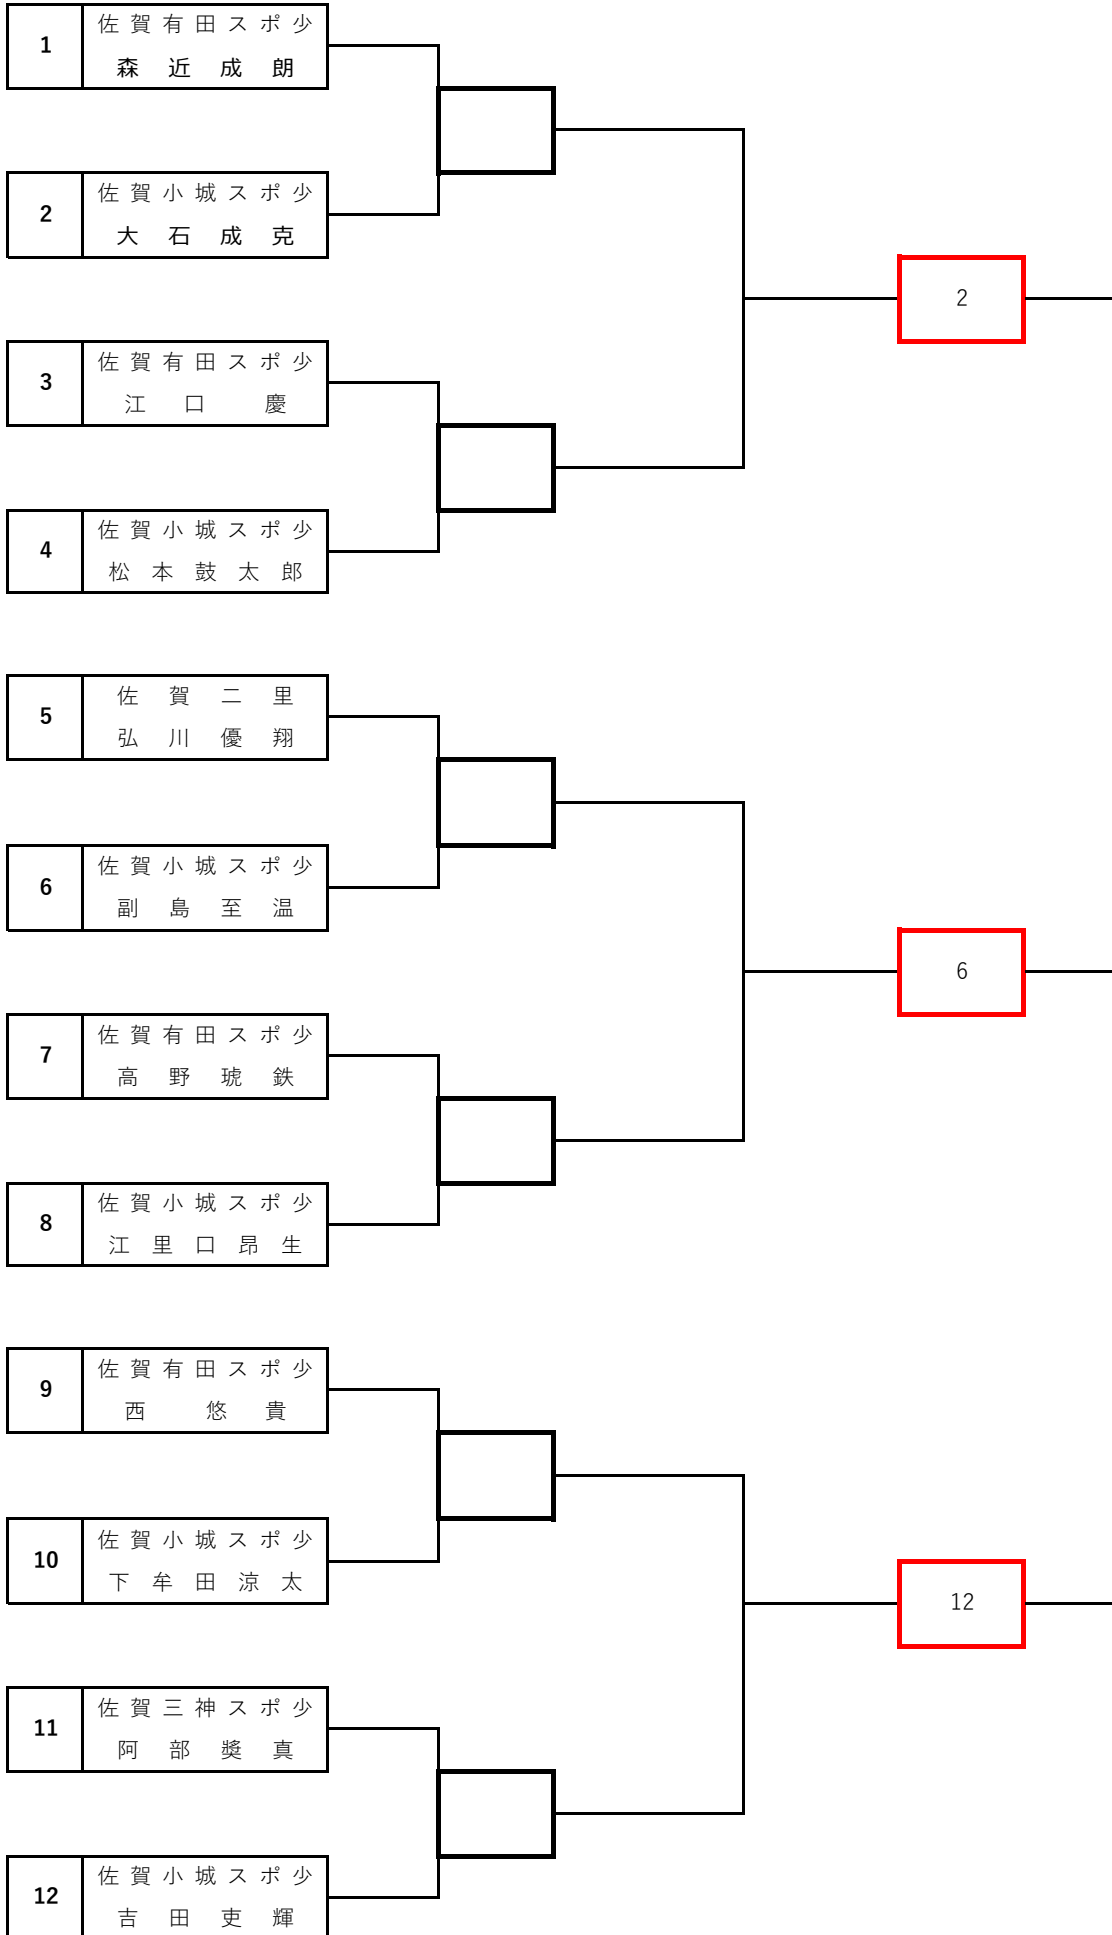 1
佐賀有田スポ少
森近成朗
2
佐賀小城スポ少
大石成克
2
3
佐賀有田スポ少
江口　慶
4
佐賀小城スポ少
松本鼓太郎
5
佐賀二里
弘川優翔
6
佐賀小城スポ少
副島至温
6
7
佐賀有田スポ少
高野琥鉄
8
佐賀小城スポ少
江里口昂生
9
佐賀有田スポ少
西　悠貴
10
佐賀小城スポ少
下牟田涼太
12
11
佐賀三神スポ少
阿部奨真
12
佐賀小城スポ少
吉田吏輝